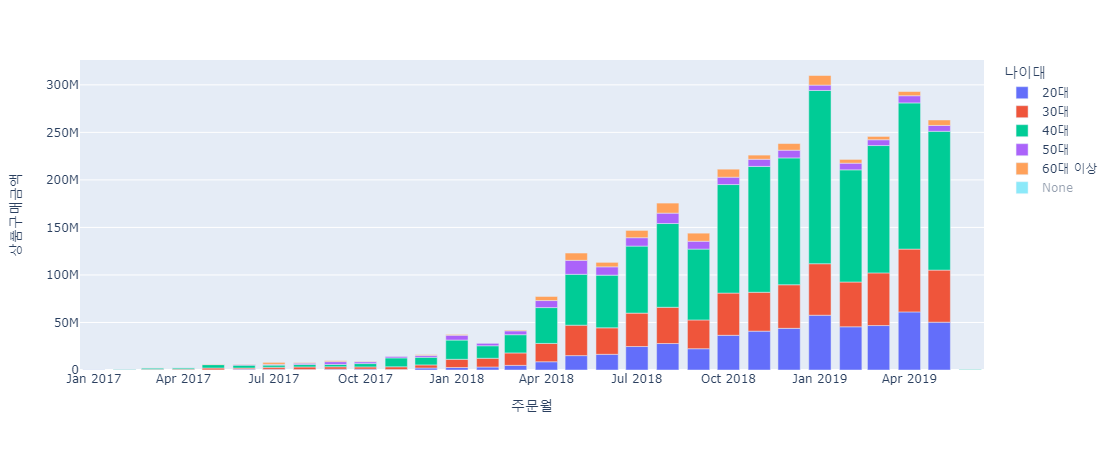 나이대
20대
30대
40대
50대
60대 이상
None
상품구매금액
300M
250M
200M
150M
100M
50M
0
Jan 2017
Apr 2017
Jul 2017
Oct 2017
Jan 2018
Apr 2018
Jul 2018
Oct 2018
Jan 2019
Apr 2019
주문월